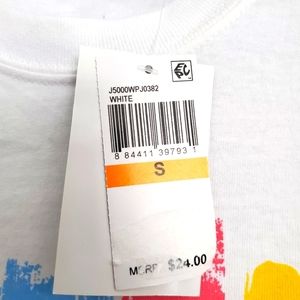 J5000WPJ0382
WHITE
8 84411 39793 1
S
MSRP $24.00